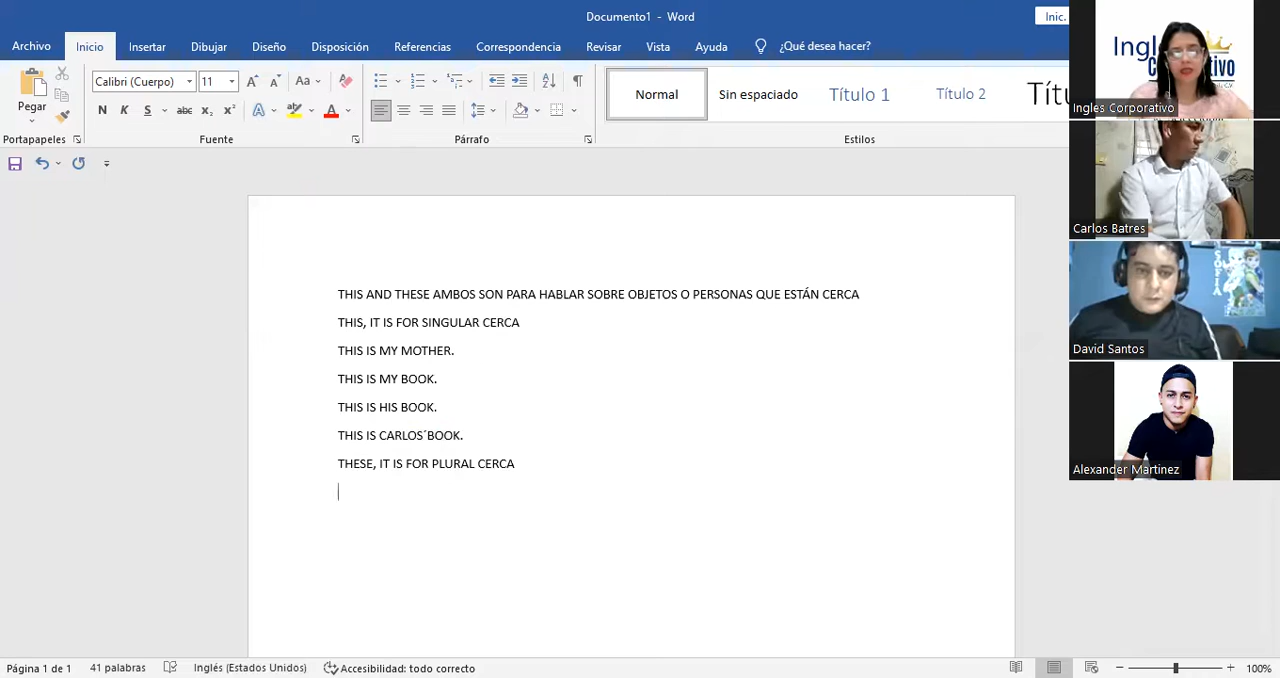 Documento1 - Word
Inic.
Archivo
Inicio
Insertar
Dibujar
Diseño
Disposición
Referencias
Correspondencia
Revisar
Vista
Ayuda
¿Qué desea hacer?
Pegar
Calibri (Cuerpo)
11
Normal
Sin espaciado
Título 1
Título 2
Portapapeles
Fuente
Párrafo
Estilos
THIS AND THESE AMBOS SON PARA HABLAR SOBRE OBJETOS O PERSONAS QUE ESTÁN CERCA
THIS, IT IS FOR SINGULAR CERCA
THIS IS MY MOTHER.
THIS IS MY BOOK.
THIS IS HIS BOOK.
THIS IS CARLOS´BOOK.
THESE, IT IS FOR PLURAL CERCA
Ingles Corporativo
Carlos Batres
David Santos
Alexander Martinez
Página 1 de 1
41 palabras
Inglés (Estados Unidos)
Accesibilidad: todo correcto
100%